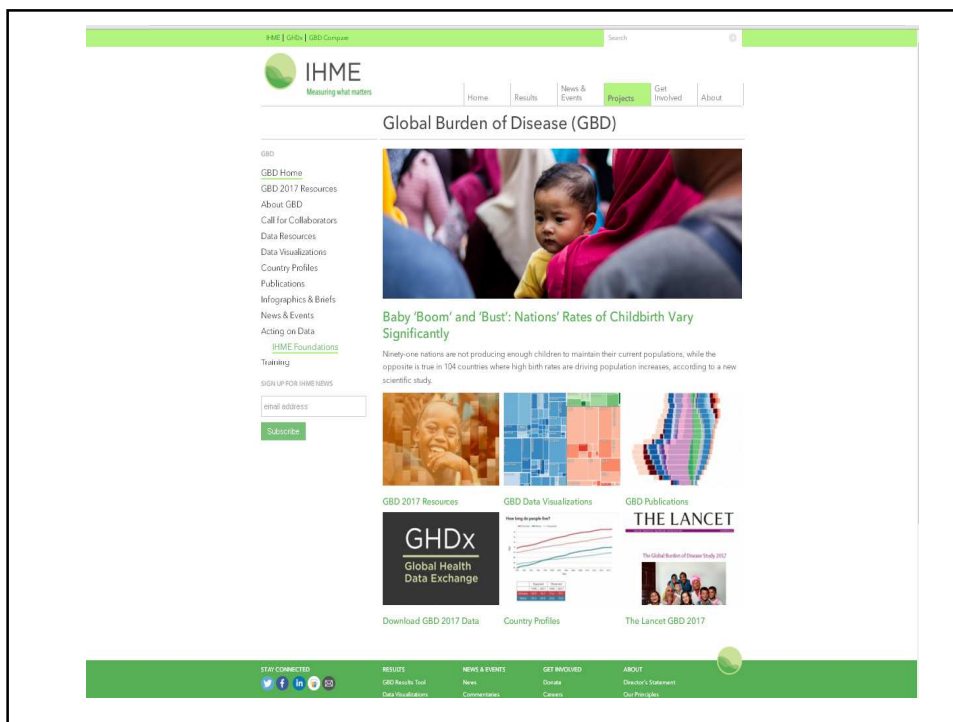 IHME | GHDx | GBD Compare
Search
IHME
Measuring what matters
Home
Results
News &
Events
Projects
Get
Involved
About
Global Burden of Disease (GBD)
GBD
GBD Home
GBD 2017 Resources
About GBD
Call for Collaborators
Data Resources
Data Visualizations
Country Profiles
Publications
Infographics & Briefs
News & Events
Acting on Data
IHME Foundations
Training
SIGN UP FOR IHME NEWS
email address
Subscribe
Baby 'Boom' and 'Bust': Nations' Rates of Childbirth Vary
Significantly
Ninety-one nations are not producing enough children to maintain their current populations, while the
opposite is true in 104 countries where high birth rates are driving population increases, according to a new
scientific study.
GBD 2017 Resources
GBD Data Visualizations
GBD Publications
GHDx
Global Health
Data Exchange
How long do people live?
THE LANCET
The Global Burden of Disease Study 2017
Download GBD 2017 Data
Country Profiles
The Lancet GBD 2017
STAY CONNECTED
RESULTS
GBD Results Tool
Data Visualizations
NEWS & EVENTS
News
Commentaries
GET INVOLVED
Donate
Careers
ABOUT
Director's Statement
Our Principles